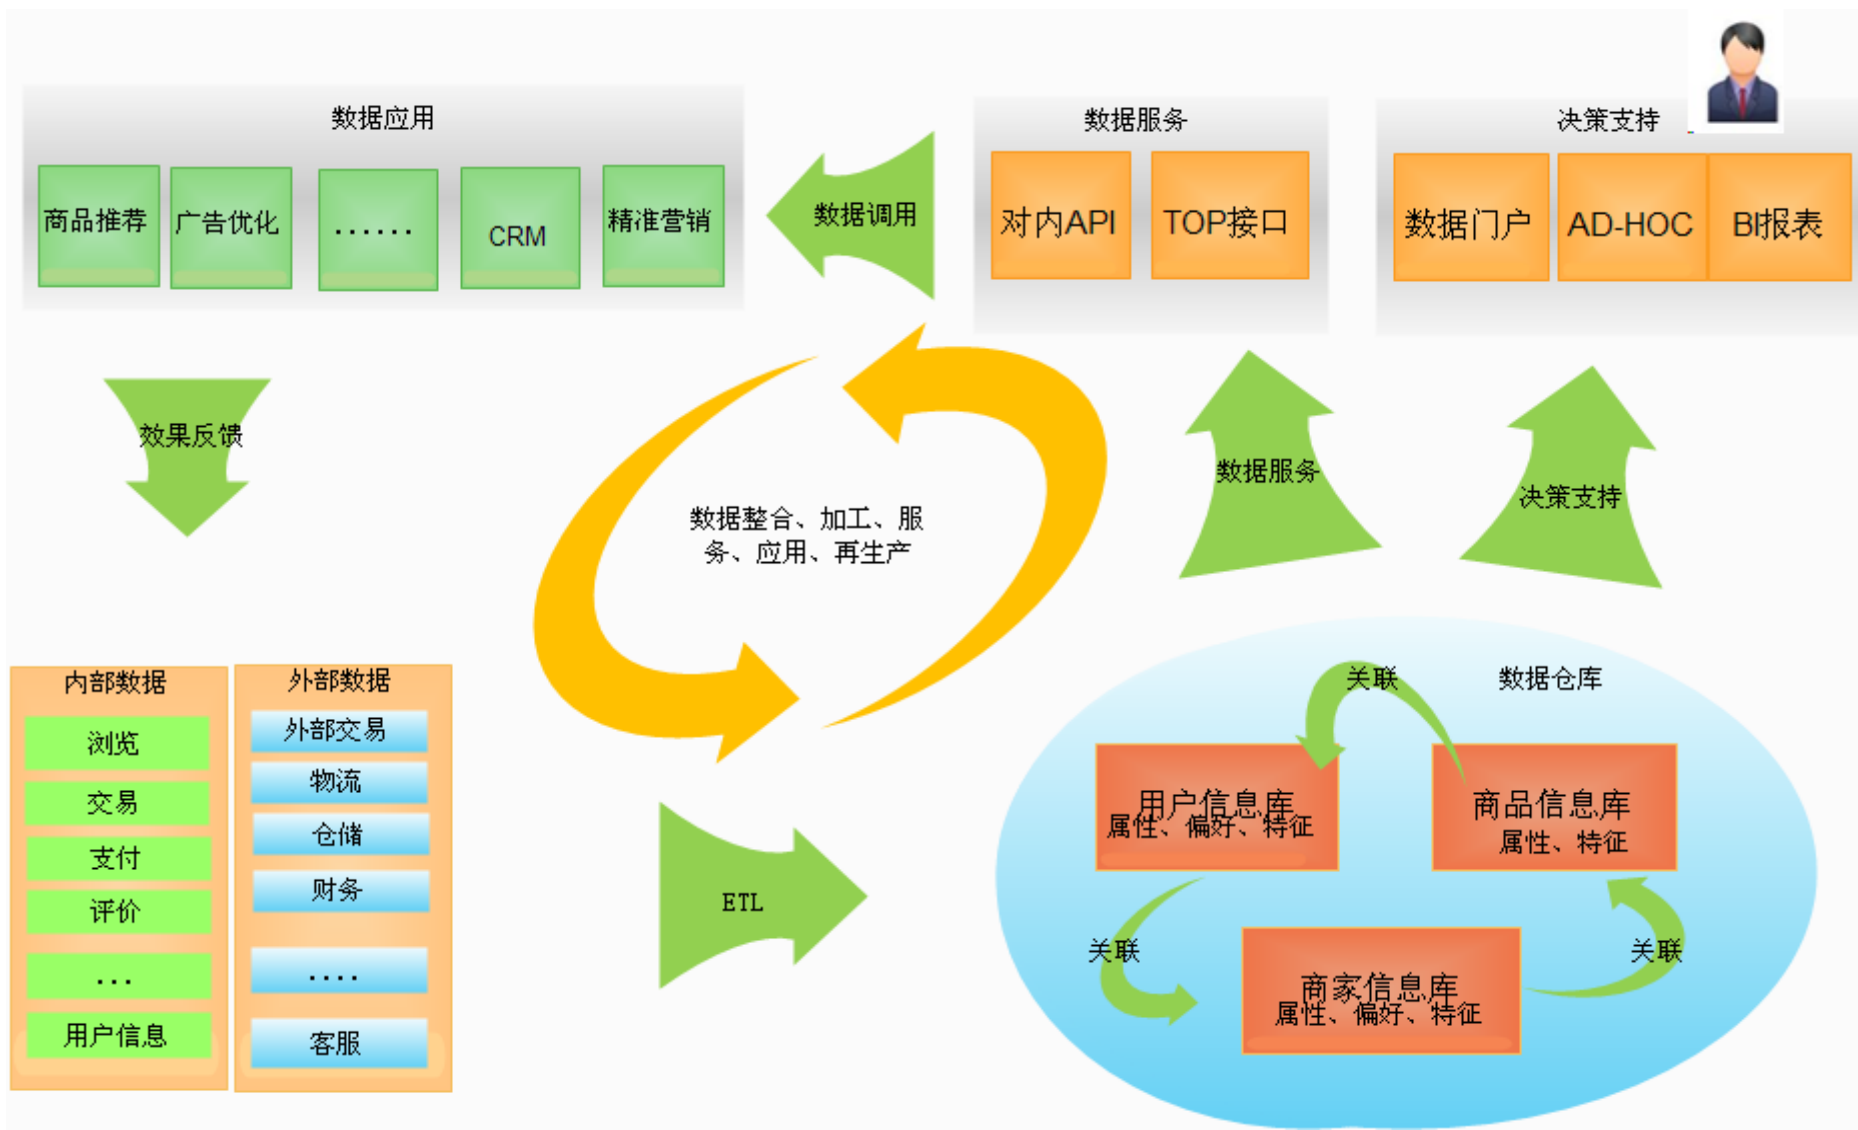 数据应用
商品推荐
广告优化
······
CRM
精准营销
数据调用
数据服务
对内API
TOP接口
决策支持
数据门户
AD-HOC
BI报表
效果反馈
数据整合、加工、服
务、应用、再生产
数据服务
决策支持
内部数据
浏览
交易
支付
评价
...
用户信息
外部数据
外部交易
物流
仓储
财务
....
客服
ETL
数据仓库
关联
用户信息库
属性、偏好、特征
商品信息库
属性、特征
关联
商家信息库
属性、偏好、特征
关联